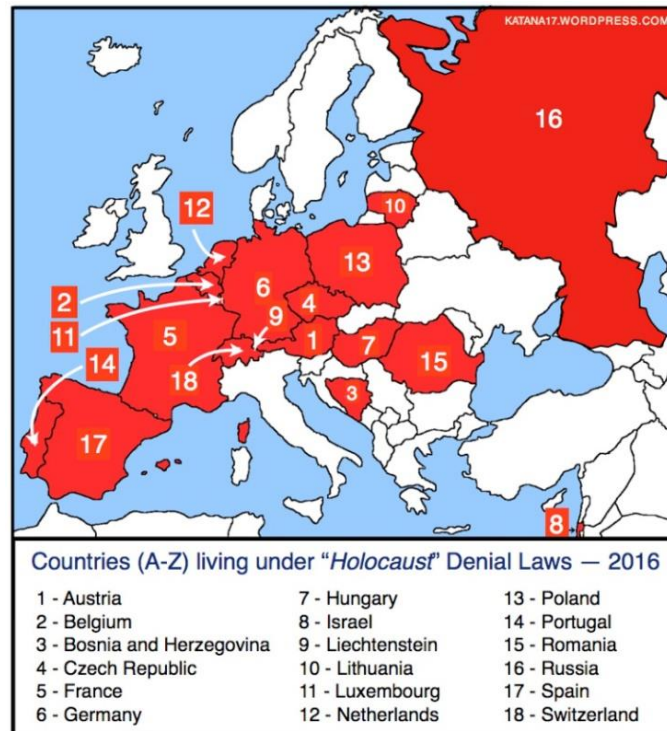 KATANA17.WORDPRESS.COM
16
10
12
13
6
2
4
9
11
5
1
7
14
18
15
3
17
8
Countries (A-Z) living under “Holocaust” Denial Laws — 2016
1 - Austria
2 - Belgium
3 - Bosnia and Herzegovina
4 - Czech Republic
5 - France
6 - Germany
7 - Hungary
8 - Israel
9 - Liechtenstein
10 - Lithuania
11 - Luxembourg
12 - Netherlands
13 - Poland
14 - Portugal
15 - Romania
16 - Russia
17 - Spain
18 - Switzerland